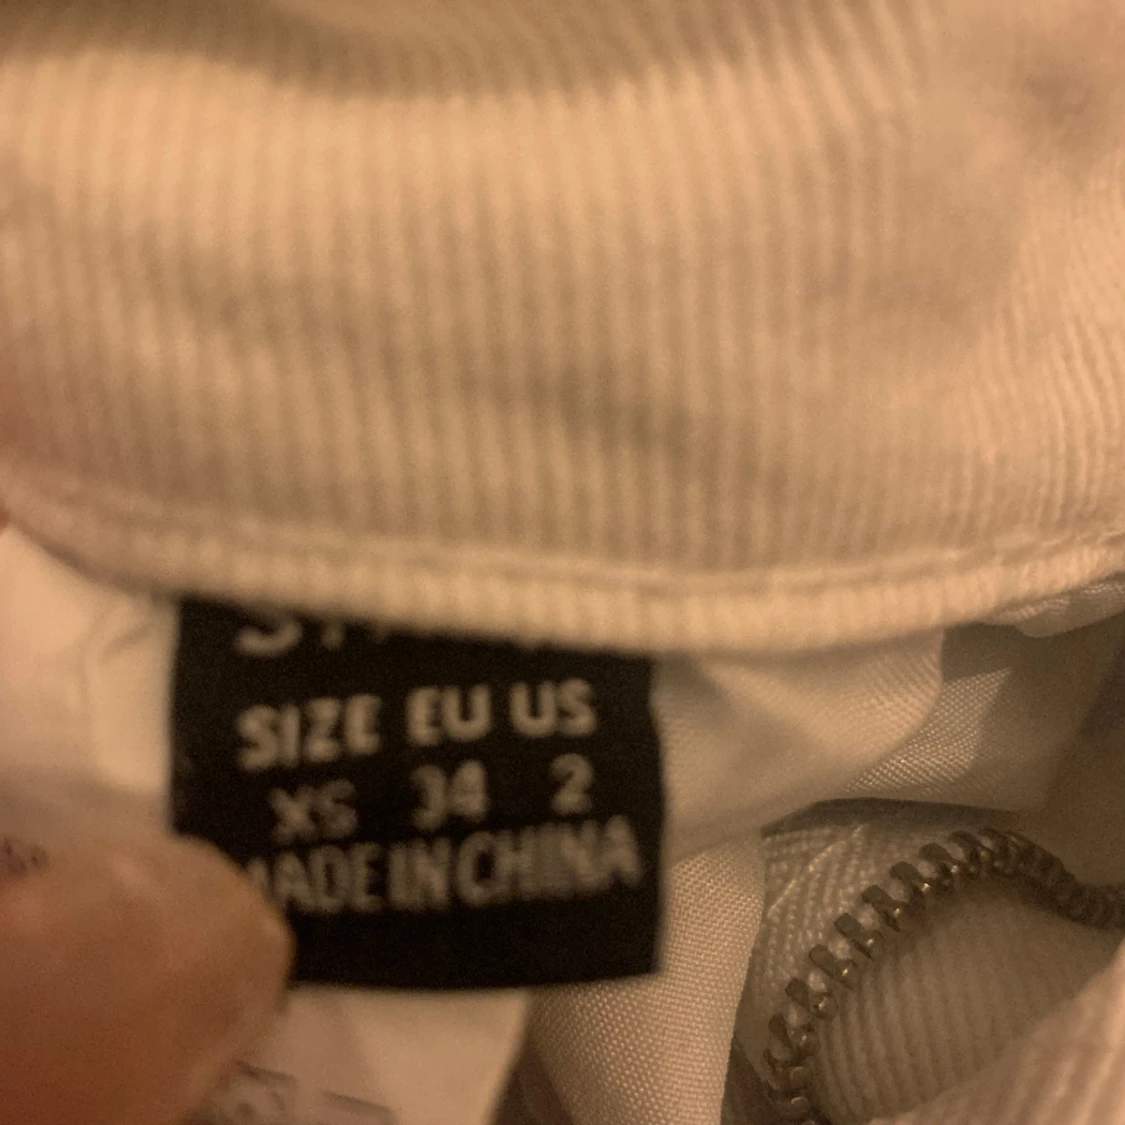 SIZE EU US
XS 34 2
MADE IN CHINA